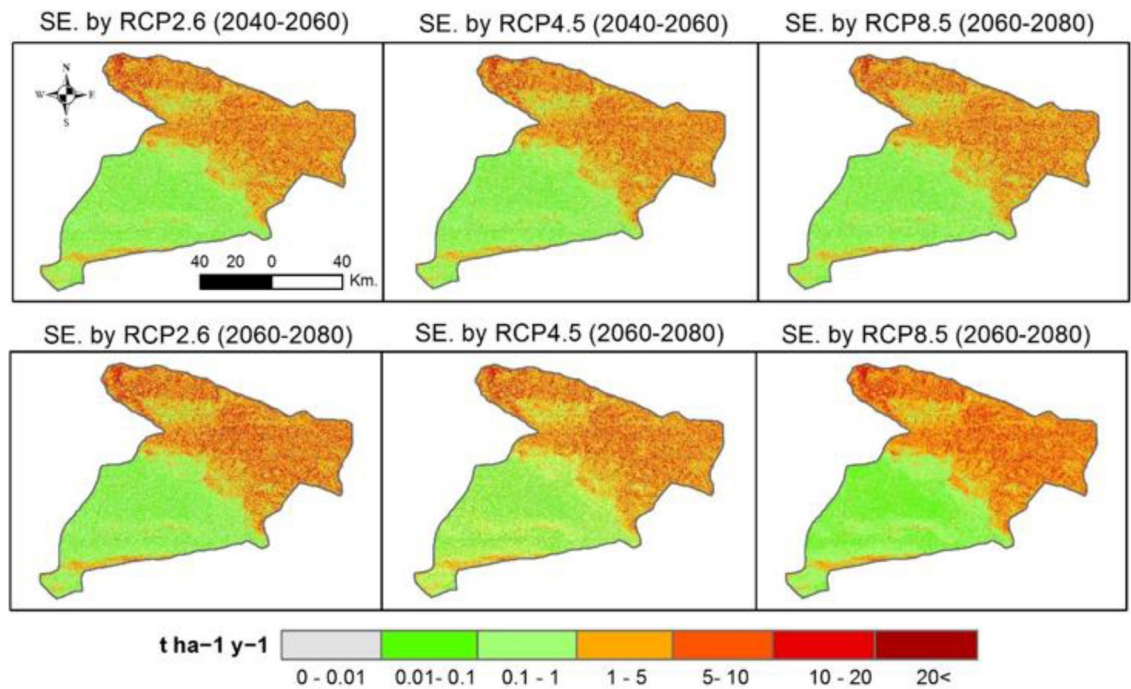 SE. by RCP2.6 (2040-2060) SE. by RCP4.5 (2040-2060) SE. by RCP8.5 (2060-2080)
N
W E
S
40 20 0 40
Km.
SE. by RCP2.6 (2060-2080) SE. by RCP4.5 (2060-2080) SE. by RCP8.5 (2060-2080)
t ha−1 y−1
0 - 0.01 0.01- 0.1 0.1 - 1 1 - 5 5- 10 10 - 20 20<